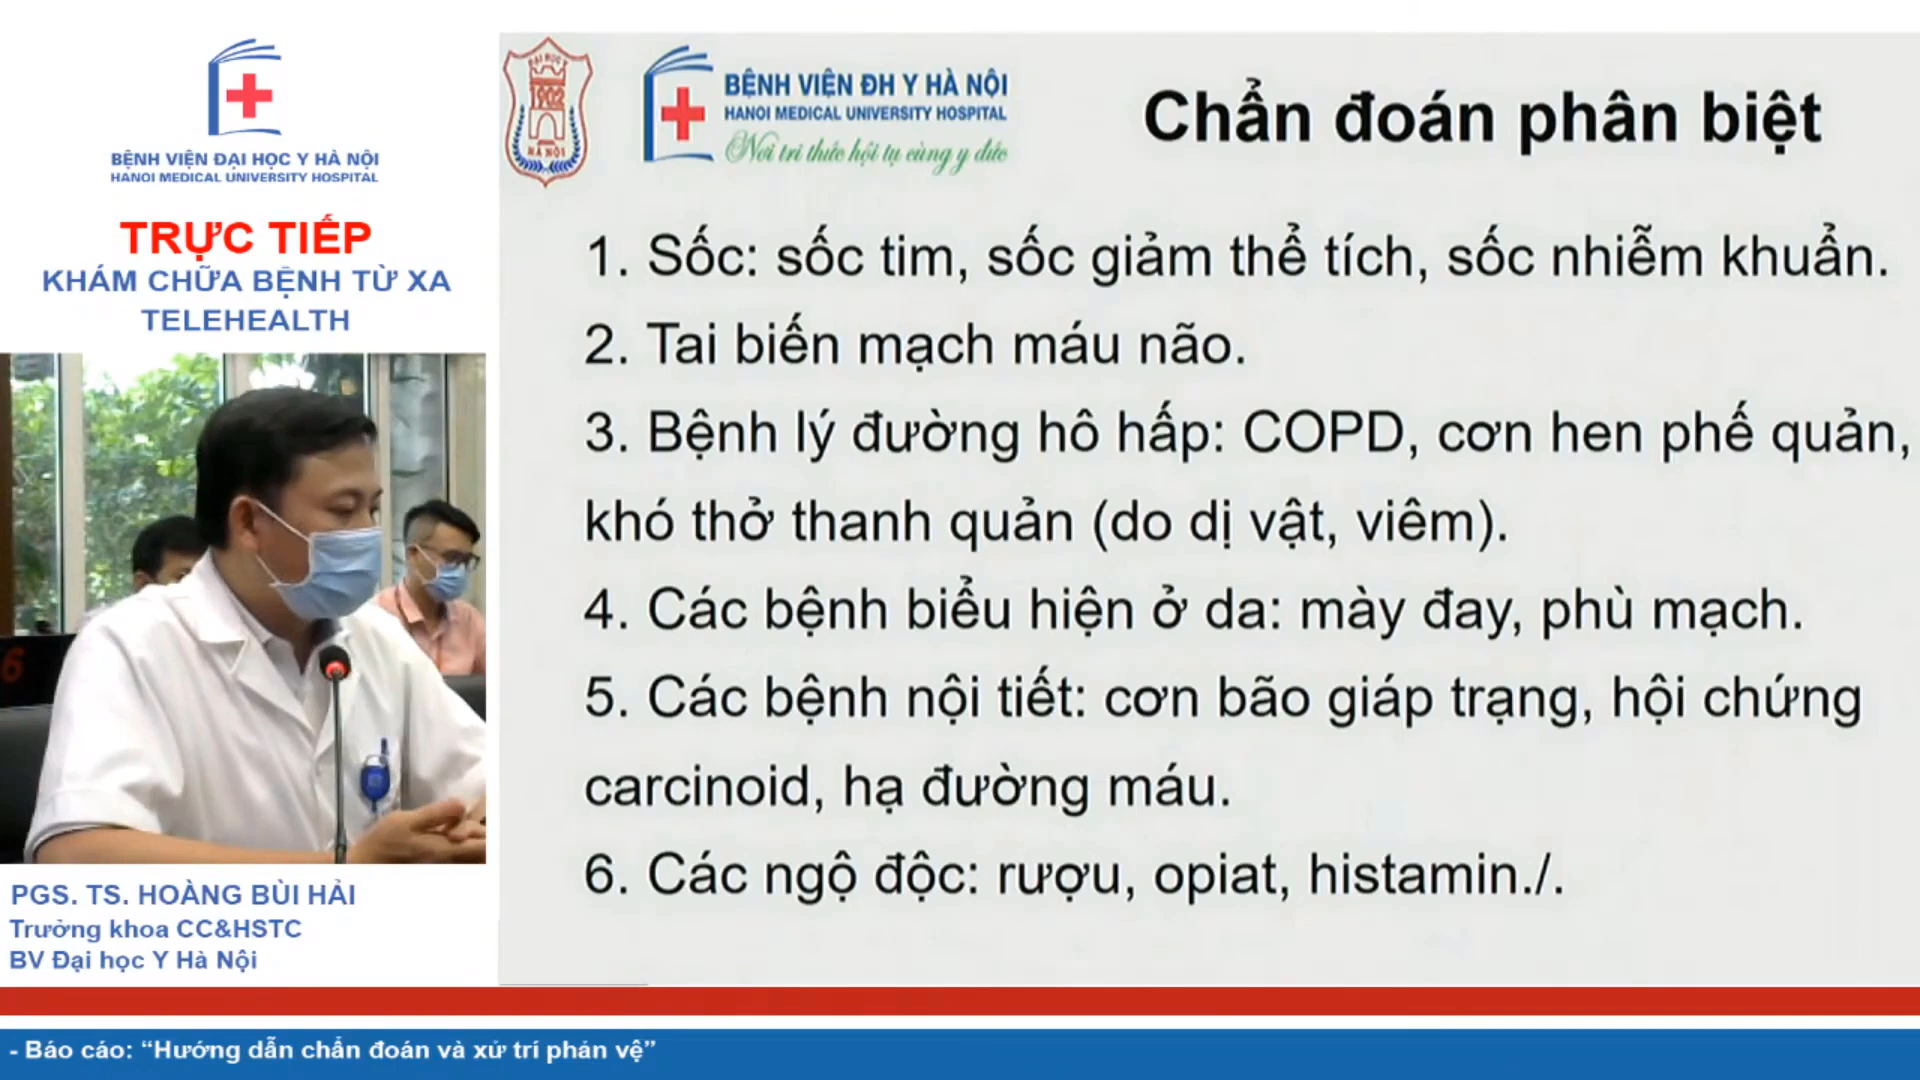 BỆNH VIỆN ĐẠI HỌC Y HÀ NỘI
HANOI MEDICAL UNIVERSITY HOSPITAL
TRỰC TIẾP
KHÁM CHỮA BỆNH TỪ XA
TELEHEALTH
PGS. TS. HOÀNG BÙI HẢI
Trưởng khoa CC&HSTC
BV Đại học Y Hà Nội
ĐẠI HỌC Y
1902
HÀ NỘI
BỆNH VIỆN ĐH Y HÀ NỘI
HANOI MEDICAL UNIVERSITY HOSPITAL
Nơi tri thức hội tụ cùng y đức
Chẩn đoán phân biệt
1. Sốc: sốc tim, sốc giảm thể tích, sốc nhiễm khuẩn.
2. Tai biến mạch máu não.
3. Bệnh lý đường hô hấp: COPD, cơn hen phế quản,
khó thở thanh quản (do dị vật, viêm).
4. Các bệnh biểu hiện ở da: mày đay, phù mạch.
5. Các bệnh nội tiết: cơn bão giáp trạng, hội chứng
carcinoid, hạ đường máu.
6. Các ngộ độc: rượu, opiat, histamin./.
6
- Báo cáo: “Hướng dẫn chẩn đoán và xử trí phản vệ”